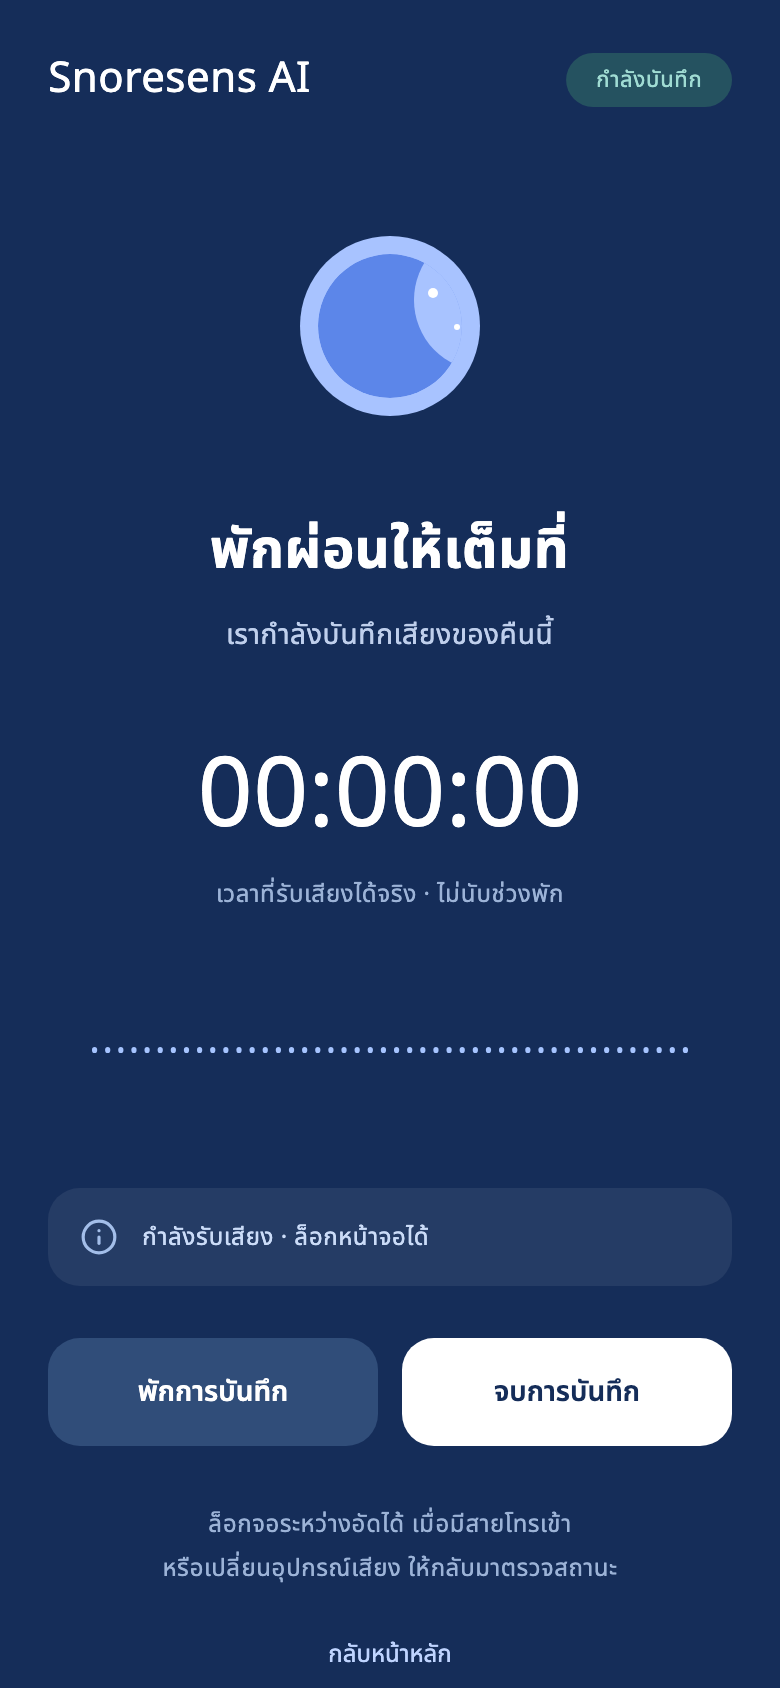 Snoresens AI
กำลังบันทึก
พักผ่อนให้เต็มที่
เรากำลังบันทึกเสียงของคืนนี้
00:00:00
เวลาที่รับเสียงได้จริง · ไม่นับช่วงพัก
กำลังรับเสียง · ล็อกหน้าจอได้
พักการบันทึก
จบการบันทึก
ล็อกจอระหว่างอัดได้ เมื่อมีสายโทรเข้า
หรือเปลี่ยนอุปกรณ์เสียง ให้กลับมาตรวจสถานะ
กลับหน้าหลัก